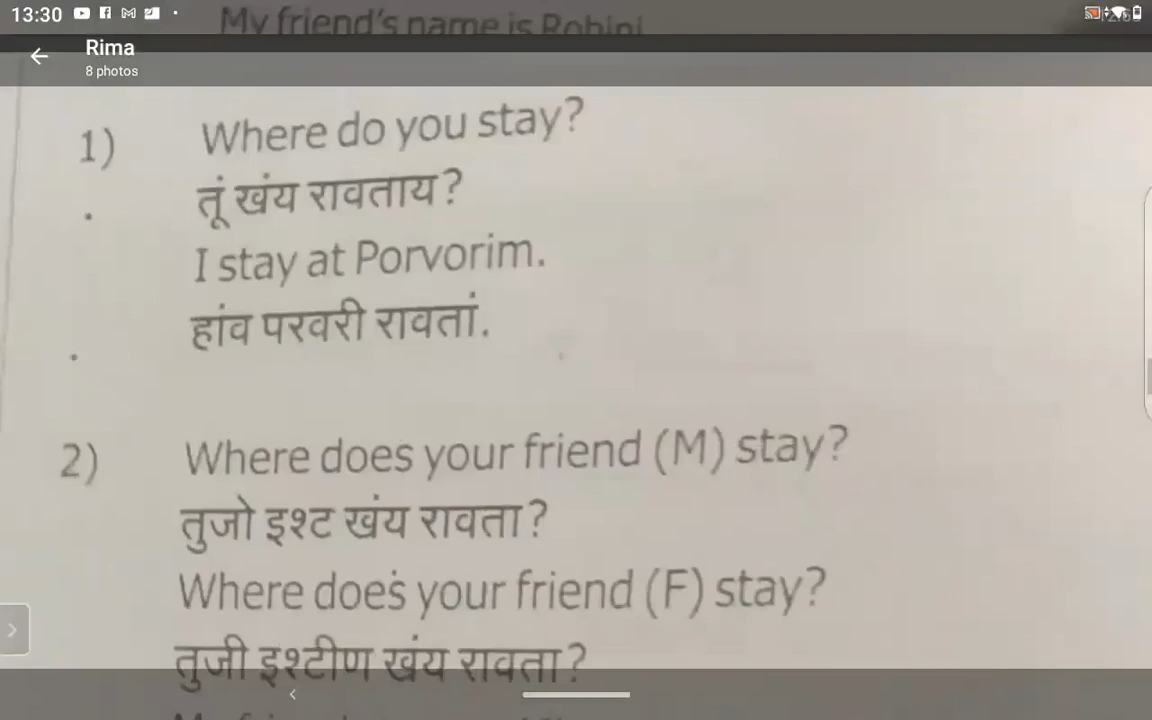 13:30
My friend's name is Rohini
Rima
8 photos
1) Where do you stay?
तूं खंय रावताय?
I stay at Porvorim.
हांव परवरी रावतां.
2) Where does your friend (M) stay?
तुजो इश्ट खंय रावता?
Where does your friend (F) stay?
तुजी इश्टीण खंय रावता?